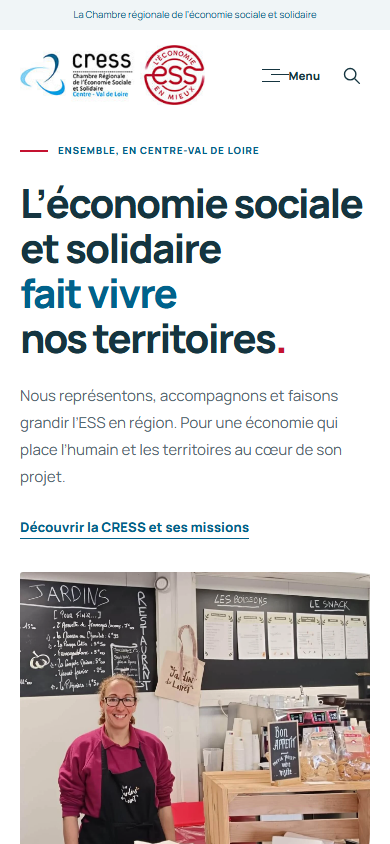 La Chambre régionale de l'économie sociale et solidaire
cress
Chambre Régionale
de l'Économie Sociale
et Solidaire
Centre - Val de Loire
L'ÉCONOMIE
ess
EN MIEUX
Menu
ENSEMBLE, EN CENTRE-VAL DE LOIRE
L'économie sociale
et solidaire
fait vivre
nos territoires.
Nous représentons, accompagnons et faisons
grandir l'ESS en région. Pour une économie qui
place l'humain et les territoires au cœur de son
projet.
Découvrir la CRESS et ses missions
JARDINS
RESTAURANT
[Pour finir...]
LES BOISSONS
LE SNACK
BON
APPETIT